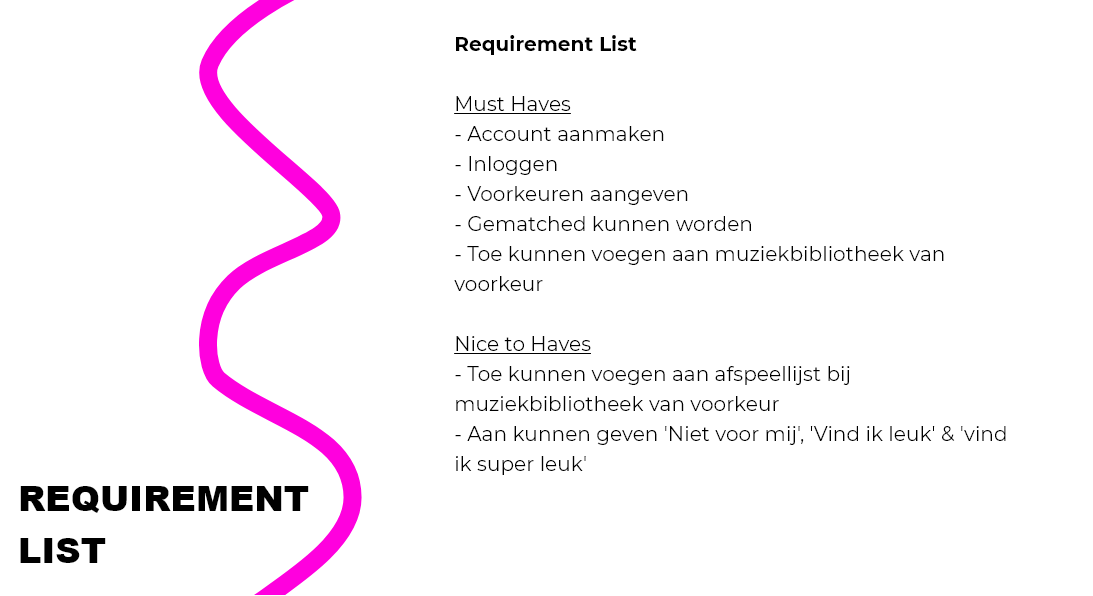 Requirement List
Must Haves
- Account aanmaken
- Inloggen
- Voorkeuren aangeven
- Gematched kunnen worden
- Toe kunnen voegen aan muziekbibliotheek van
voorkeur
Nice to Haves
- Toe kunnen voegen aan afspeellijst bij
muziekbibliotheek van voorkeur
- Aan kunnen geven 'Niet voor mij', 'Vind ik leuk' & 'vind
ik super leuk'
REQUIREMENT
LIST